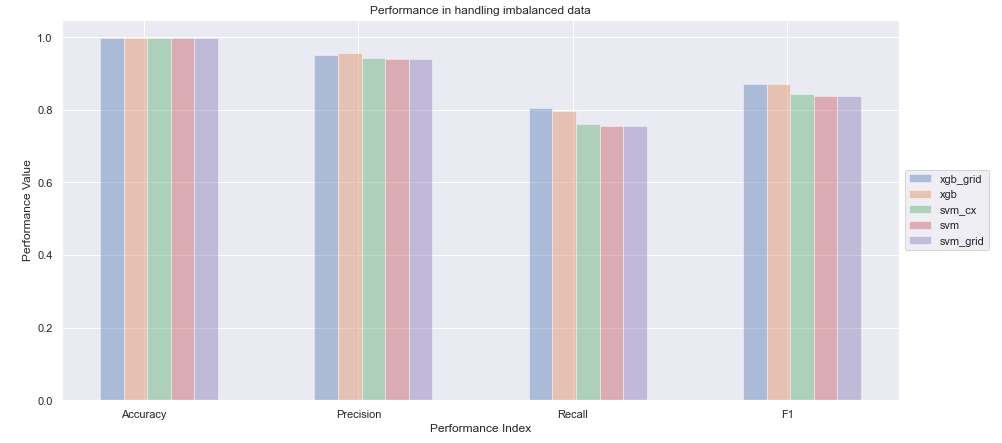 Performance in handling imbalanced data
Performance Value
1.0
0.8
0.6
0.4
0.2
0.0
Accuracy
Precision
Recall
F1
Performance Index
xgb_grid
xgb
svm_cx
svm
svm_grid